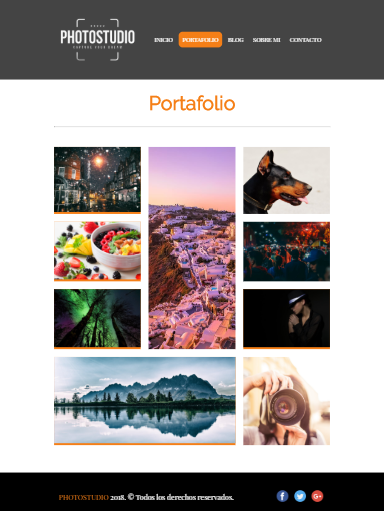 PHOTOSTUDIO
CAPTURE YOUR DREAM
INICIO PORTAFOLIO BLOG SOBRE MI CONTACTO
Portafolio
PHOTOSTUDIO 2018. © Todos los derechos reservados.